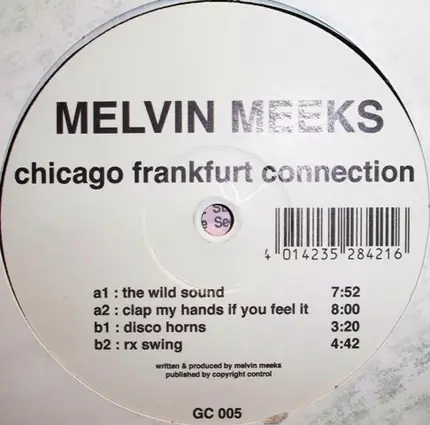 MELVIN MEEKS
chicago frankfurt connection
4 014235 284216
a1 : the wild sound 7:52
a2 : clap my hands if you feel it 8:00
b1 : disco horns 3:20
b2 : rx swing 4:42
written & produced by melvin meeks
published by copyright control
GC 005